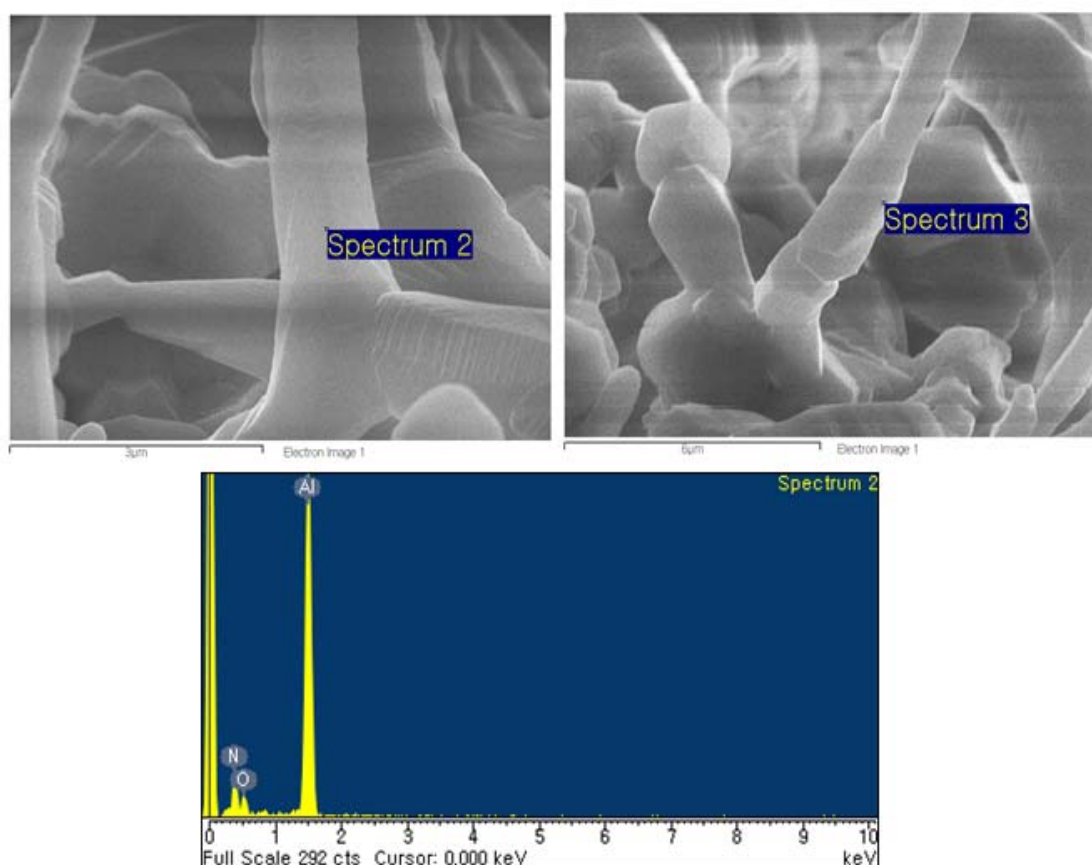 Spectrum 2
3µm
Electron Image 1
Spectrum 3
6µm
Electron Image 1
Spectrum 2
Al
N
O
0 1 2 3 4 5 6 7 8 9 10
Full Scale 292 cts Cursor: 0.000 keV keV